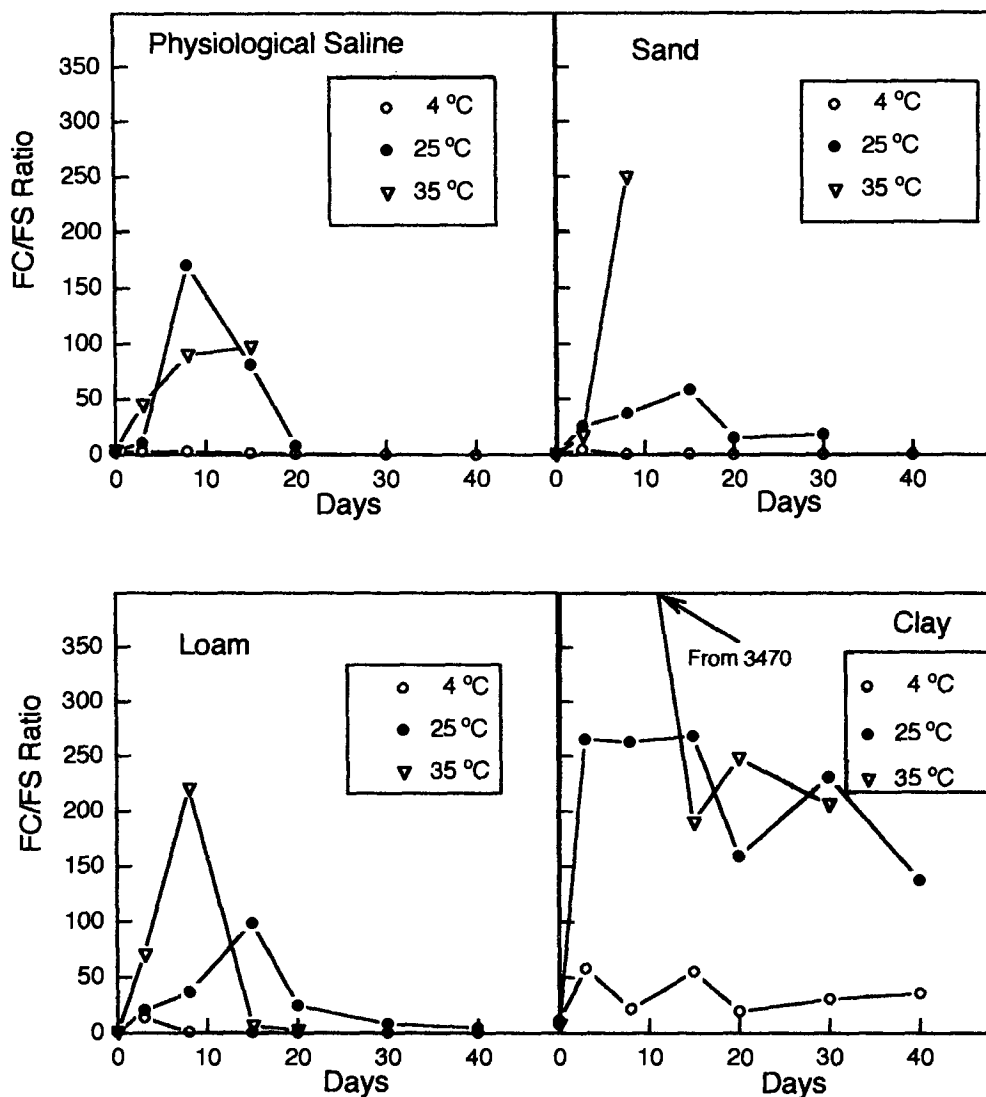 Physiological Saline
4 °C
25 °C
35 °C
350
300
250
200
150
100
50
0
FC/FS Ratio
0 10 20 30 40
Days
Sand
4 °C
25 °C
35 °C
0 10 20 30 40
Days
Loam
4 °C
25 °C
35 °C
350
300
250
200
150
100
50
0
FC/FS Ratio
0 10 20 30 40
Days
Clay
From 3470
4 °C
25 °C
35 °C
0 10 20 30 40
Days